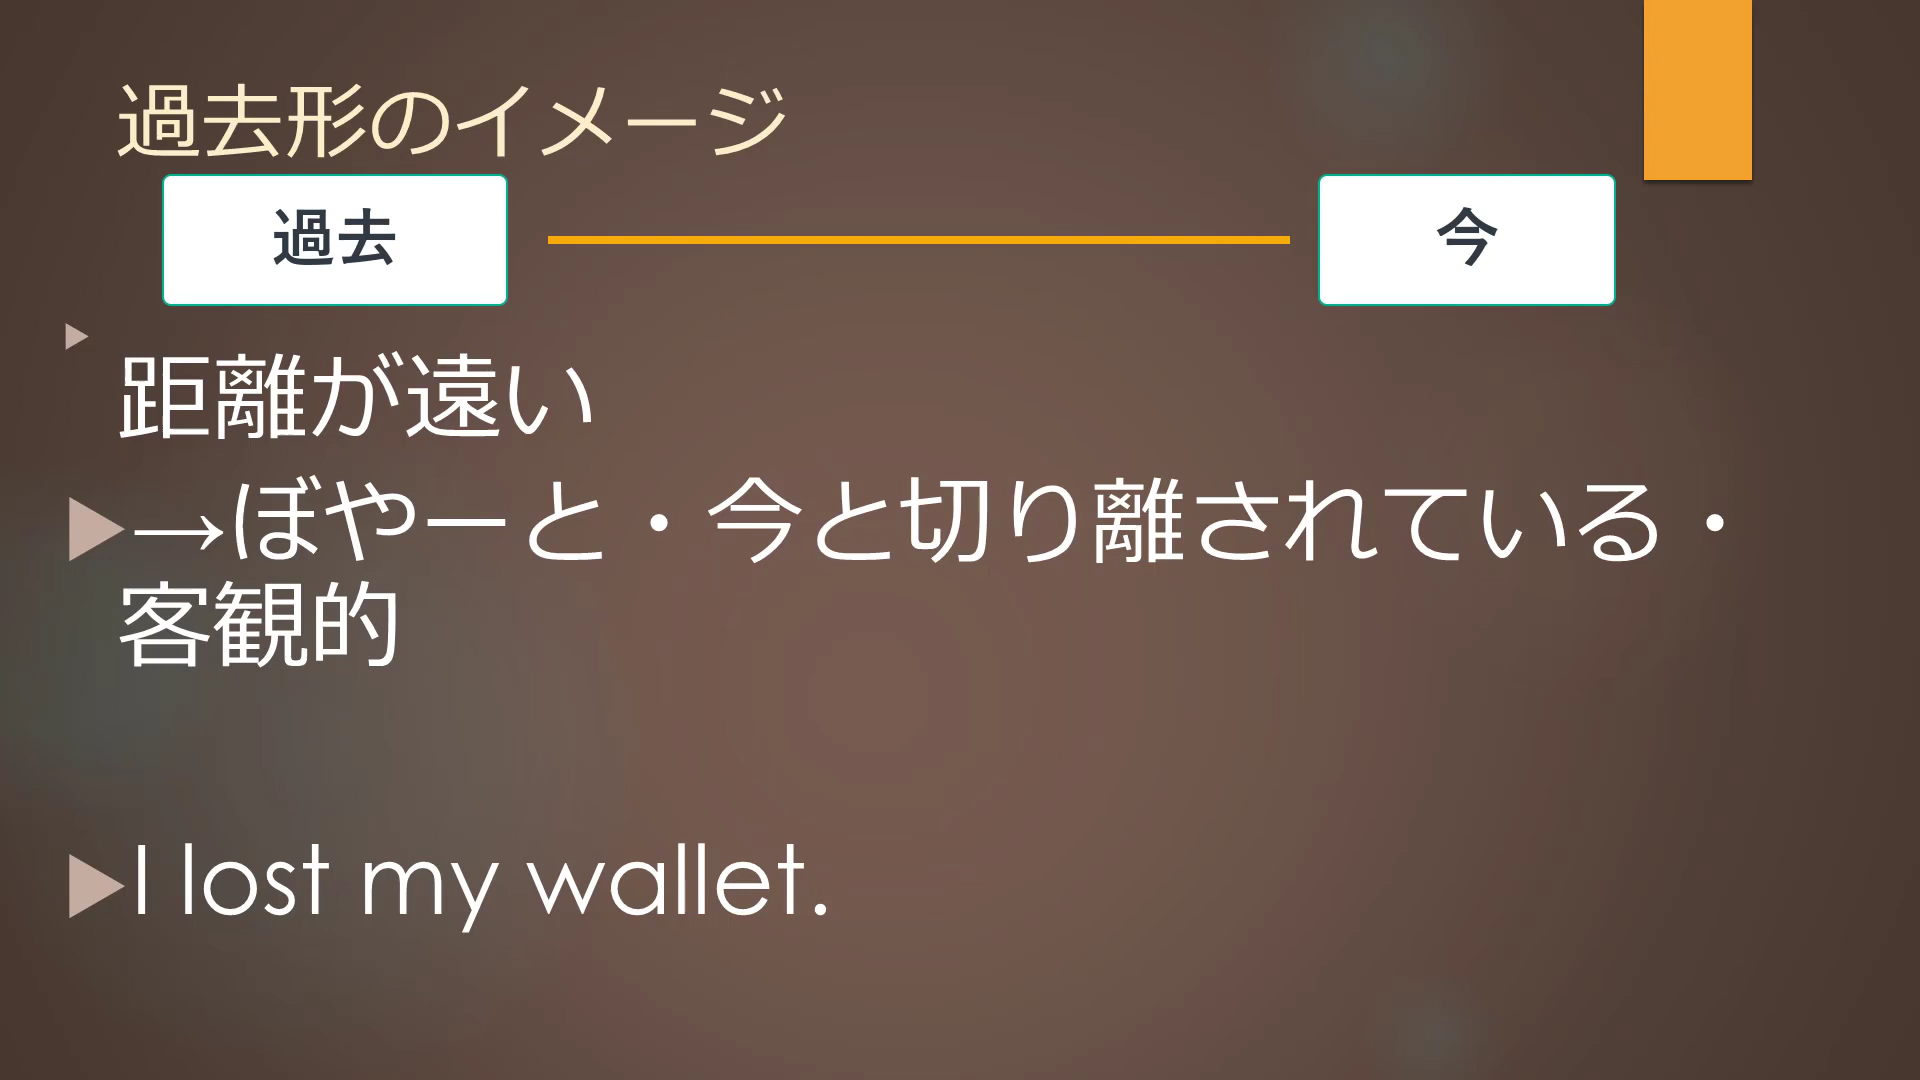 過去形のイメージ
過去
今
距離が遠い
→ぼやーと・今と切り離されている・
客観的
I lost my wallet.